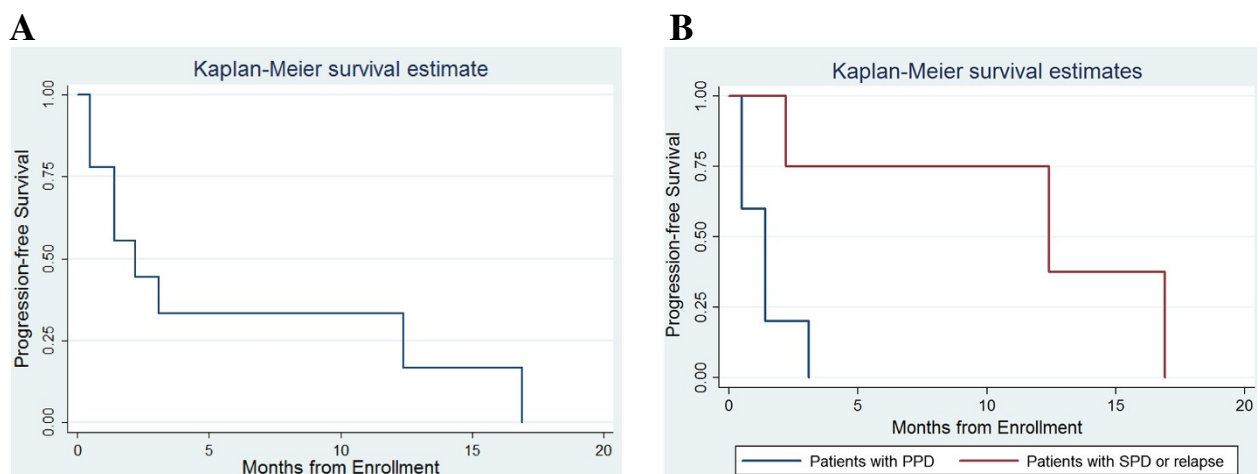 A
Kaplan-Meier survival estimate
Progression-free Survival
1.00
0.75
0.50
0.25
0.00
0 5 10 15 20
Months from Enrollment
B
Kaplan-Meier survival estimates
Progression-free Survival
1.00
0.75
0.50
0.25
0.00
0 5 10 15 20
Months from Enrollment
Patients with PPD Patients with SPD or relapse